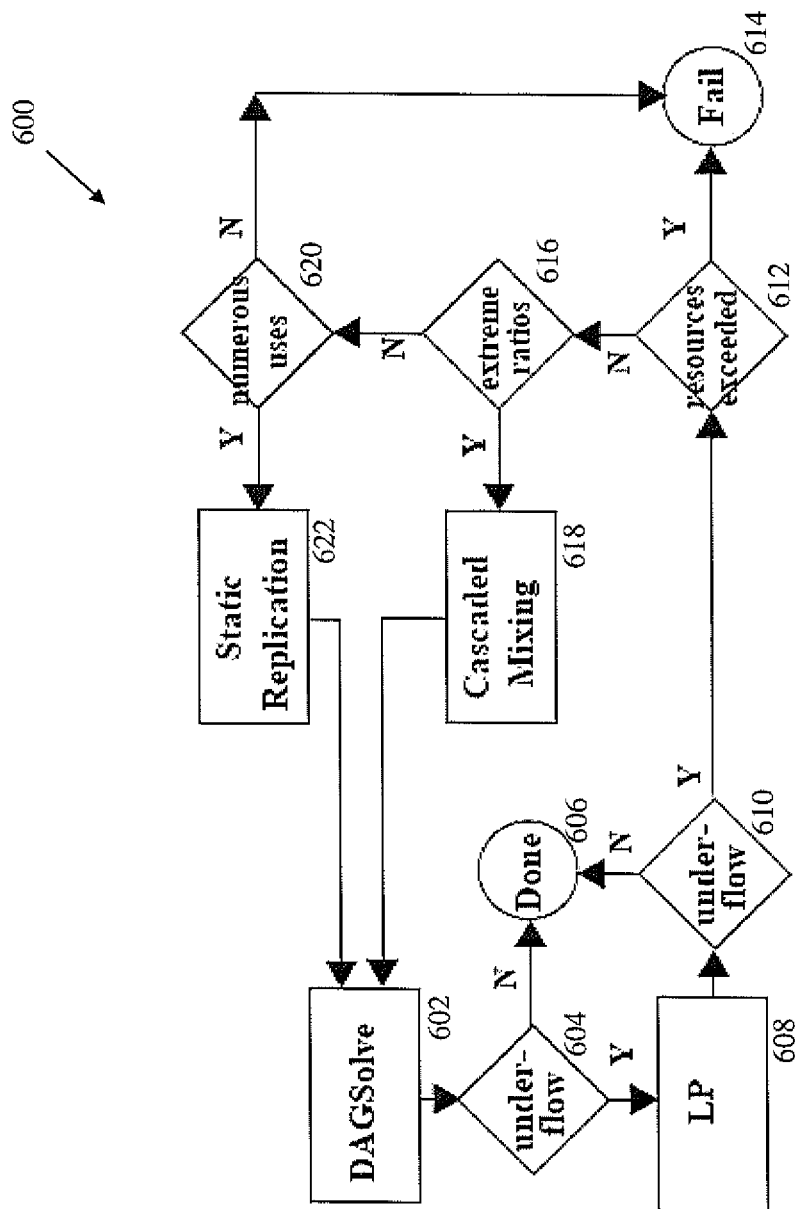 600
DAGSolve
602
under-
flow
604
N
Y
Done
606
LP
608
under-
flow
610
N
Y
resources
exceeded
612
Y
N
Fail
614
extreme
ratios
616
Y
N
Cascaded
Mixing
618
numerous
uses
620
Y
N
Static
Replication
622